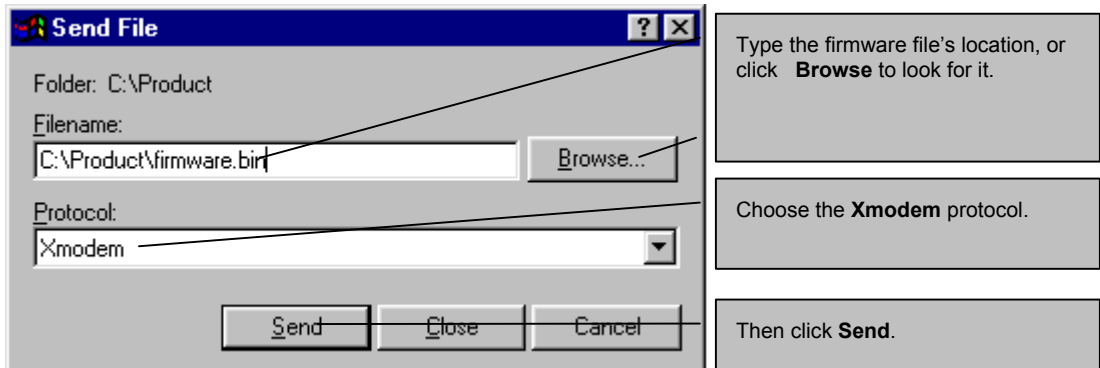 Send File
Folder: C:\Product
Filename:
C:\Product\firmware.bin
Browse...
Protocol:
Xmodem
Send
Close
Cancel
Type the firmware file's location, or
click Browse to look for it.
Choose the Xmodem protocol.
Then click Send.